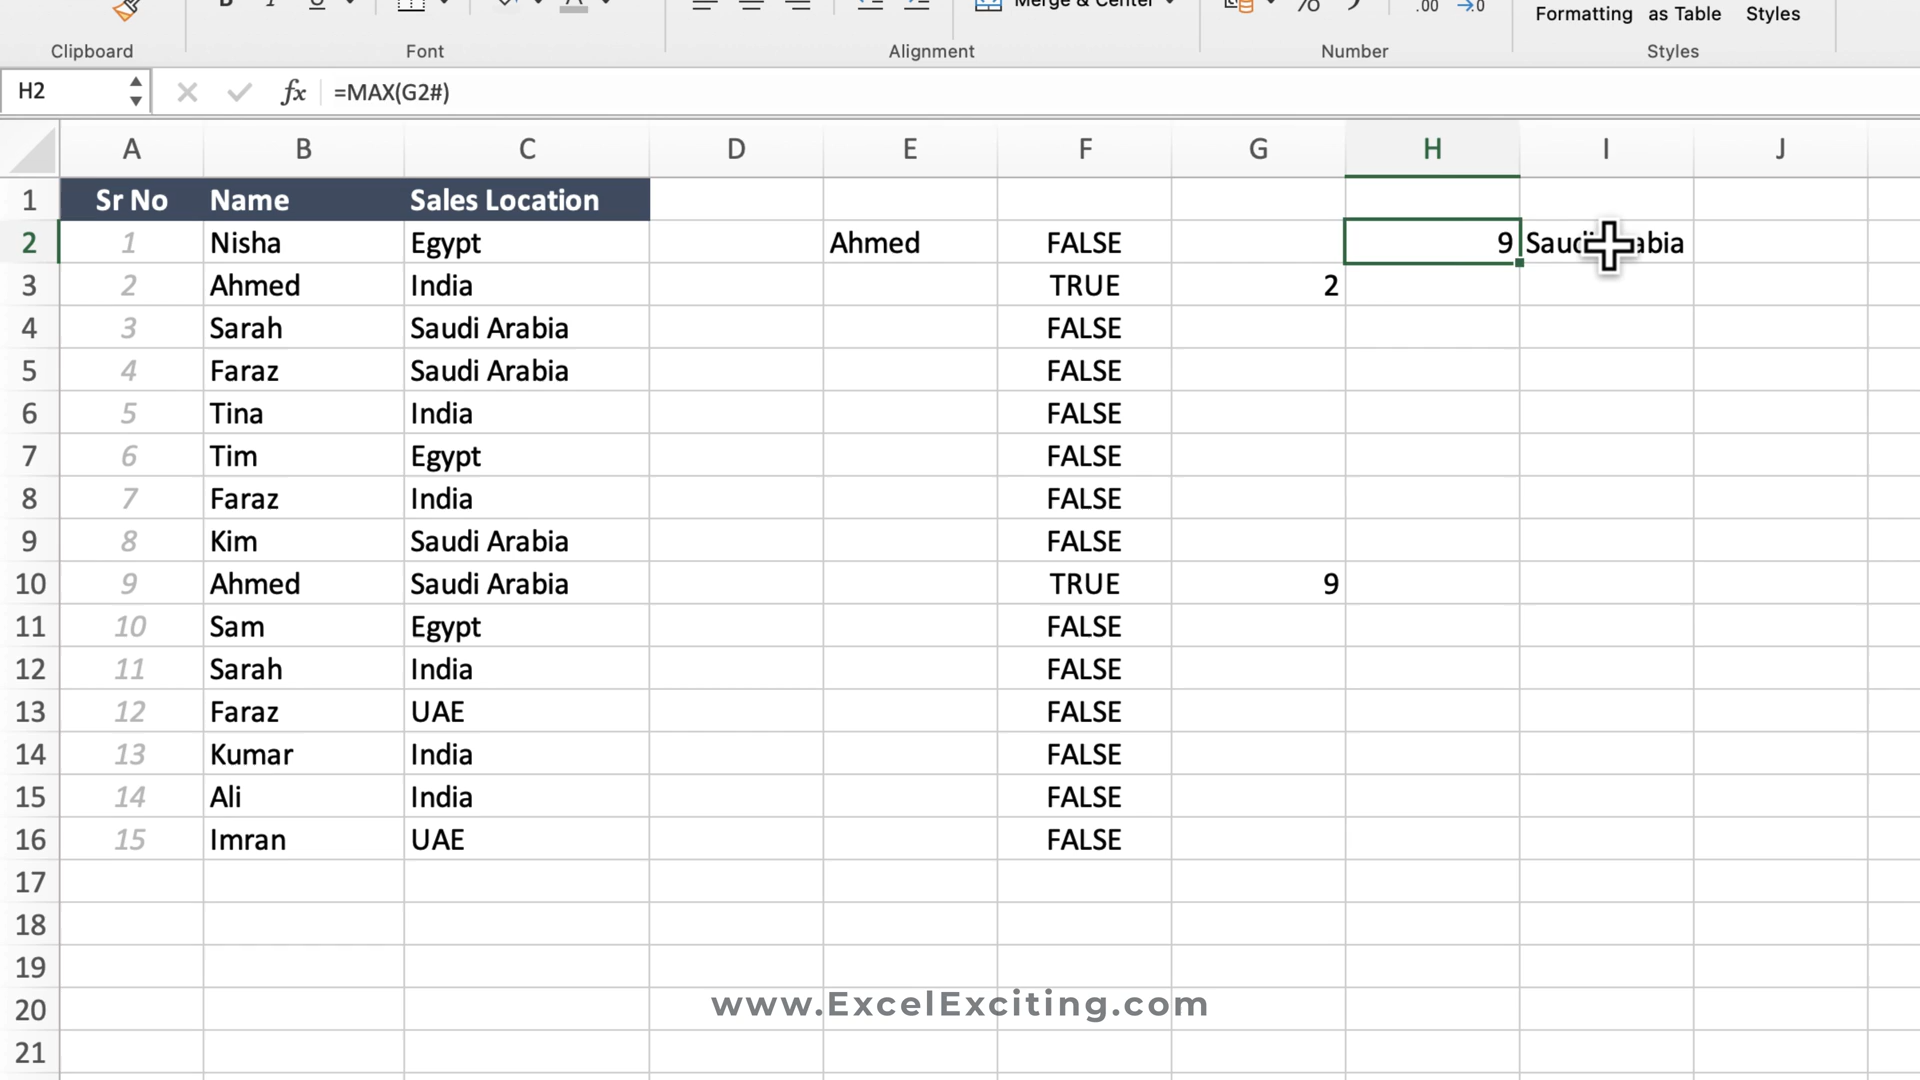 Merge & Center
Formatting as Table Styles
Clipboard Font Alignment Number Styles
H2 fx =MAX(G2#)
A B C D E F G H I J
1 Sr No Name Sales Location
2 1 Nisha Egypt Ahmed FALSE 9
3 2 Ahmed India TRUE 2
4 3 Sarah Saudi Arabia FALSE
5 4 Faraz Saudi Arabia FALSE
6 5 Tina India FALSE
7 6 Tim Egypt FALSE
8 7 Faraz India FALSE
9 8 Kim Saudi Arabia FALSE
10 9 Ahmed Saudi Arabia TRUE 9
11 10 Sam Egypt FALSE
12 11 Sarah India FALSE
13 12 Faraz UAE FALSE
14 13 Kumar India FALSE
15 14 Ali India FALSE
16 15 Imran UAE FALSE
17
18
19
20
www.ExcelExciting.com
21